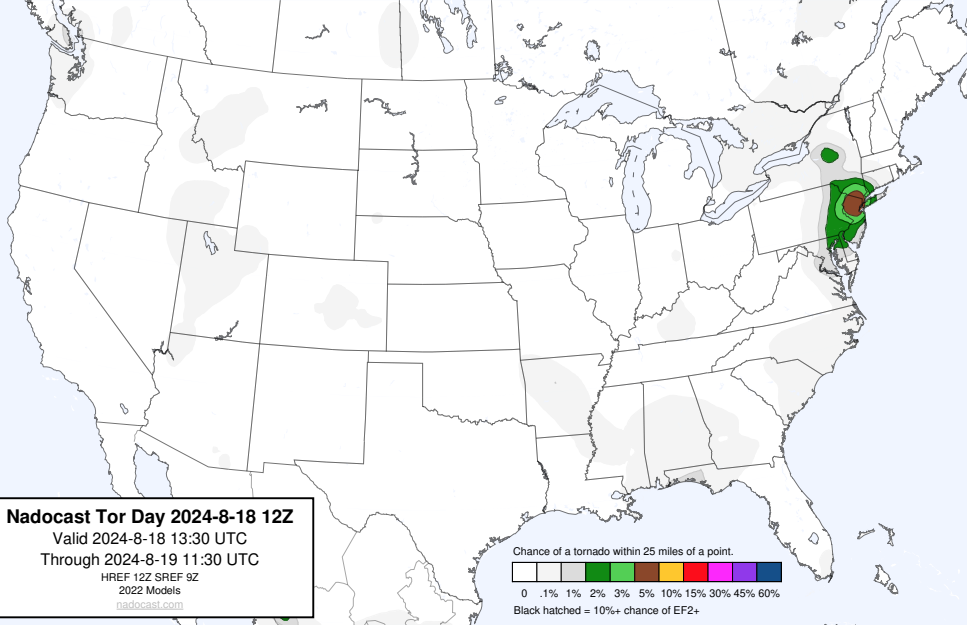 Nadocast Tor Day 2024-8-18 12Z
Valid 2024-8-18 13:30 UTC
Through 2024-8-19 11:30 UTC
HREF 12Z SREF 9Z
2022 Models
nadocast.com
Chance of a tornado within 25 miles of a point.
0 .1% 1% 2% 3% 5% 10% 15% 30% 45% 60%
Black hatched = 10%+ chance of EF2+